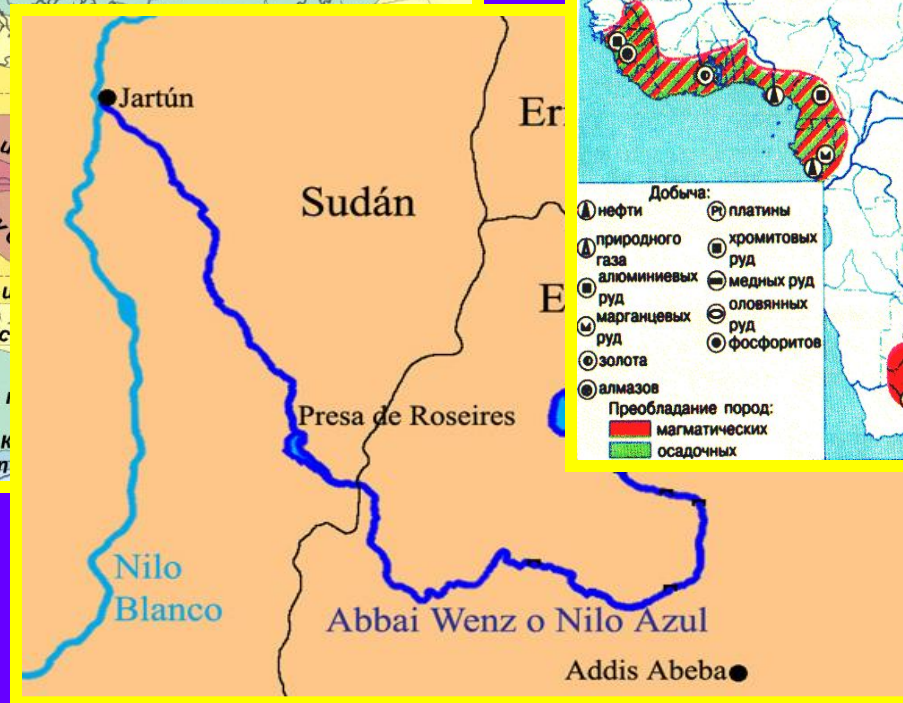 Jartún
Sudán
Presa de Roseires
Nilo
Blanco
Abbai Wenz o Nilo Azul
Addis Abeba
Добыча:
нефти
природного
газа
алюминиевых
руд
марганцевых
руд
золота
алмазов
Pt платины
хромитовых
руд
медных руд
оловянных
руд
фосфоритов
Преобладание пород:
магматических
осадочных